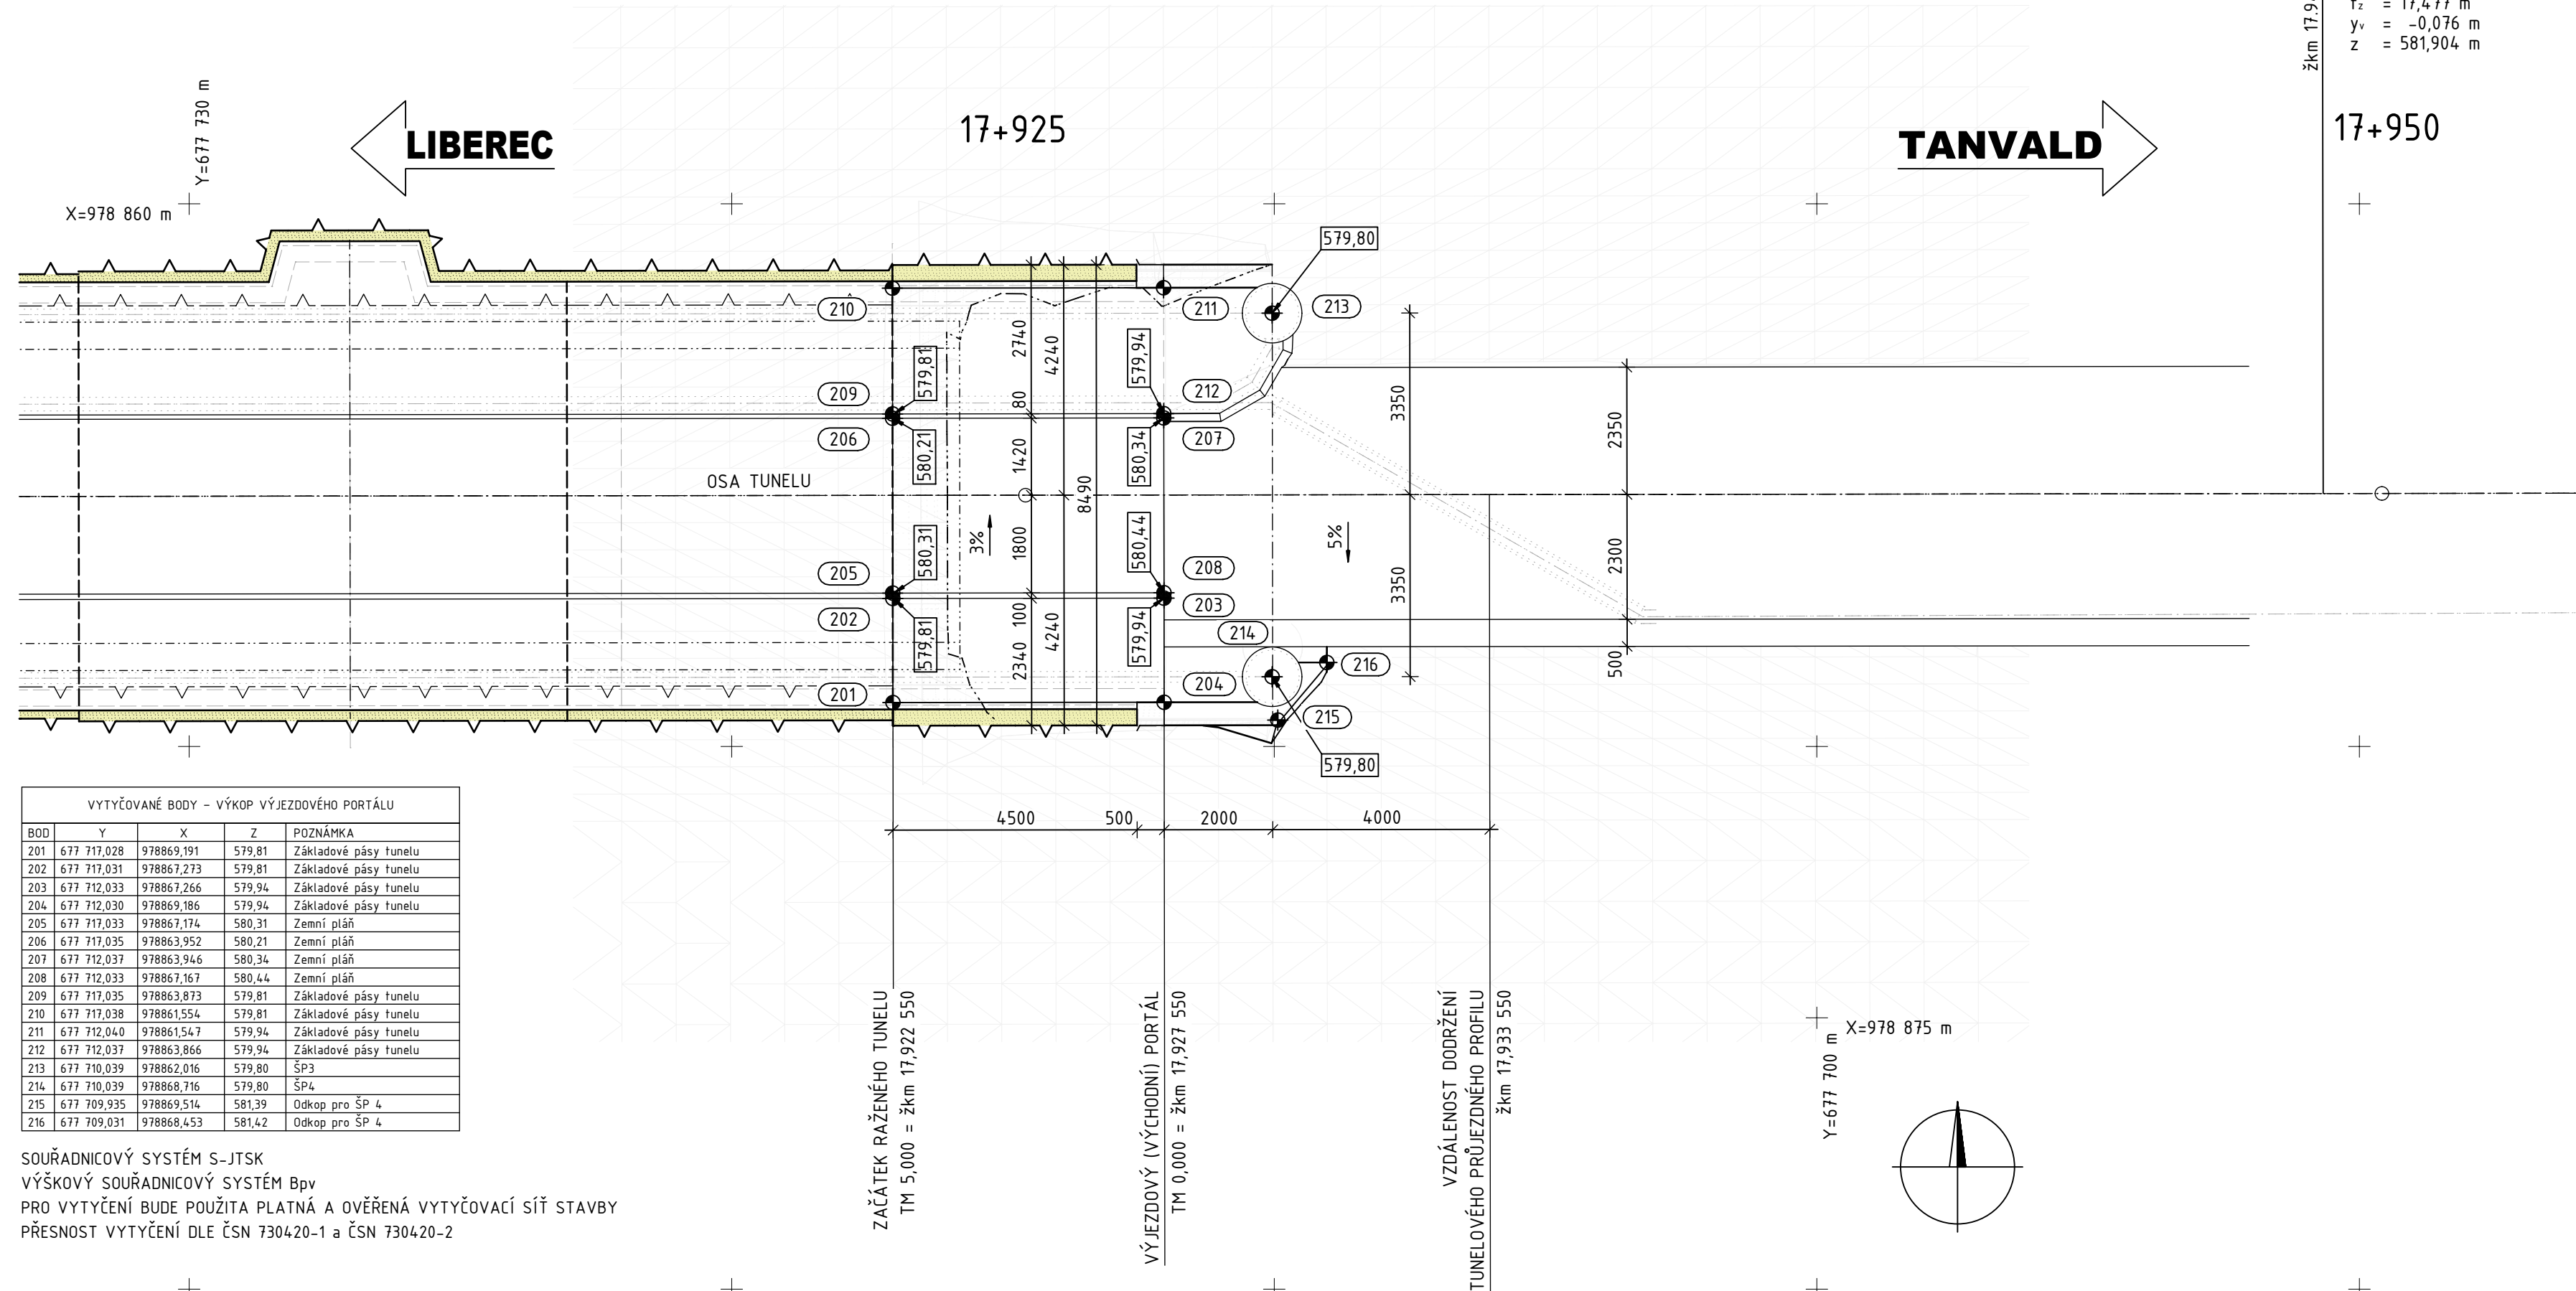 fz = 17,477 m
yv = -0,076 m
z = 581,904 m
žkm 17.9
Y=677 730 m
LIBEREC
17+925
TANVALD
17+950
X=978 860 m
579,80
210
211
213
579,81
2740
4240
579,94
209
80
212
3350
206
580,21
1420
580,34
207
2350
OSA TUNELU
8490
205
580,31
3%
1800
580,44
208
5%
2300
3350
202
579,81
100
4240
579,94
203
214
2340
500
201
204
216
215
579,80
4500
500
2000
4000
VYTYČOVANÉ BODY - VÝKOP VÝJEZDOVÉHO PORTÁLU
BOD Y X Z POZNÁMKA
201 677 717,028 978869,191 579,81 Základové pásy tunelu
202 677 717,031 978867,273 579,81 Základové pásy tunelu
203 677 712,033 978867,266 579,94 Základové pásy tunelu
204 677 712,030 978869,186 579,94 Základové pásy tunelu
205 677 717,033 978867,174 580,31 Zemní pláň
206 677 717,035 978863,952 580,21 Zemní pláň
207 677 712,037 978863,946 580,34 Zemní pláň
208 677 712,033 978867,167 580,44 Zemní pláň
209 677 717,035 978863,873 579,81 Základové pásy tunelu
210 677 717,038 978861,554 579,81 Základové pásy tunelu
211 677 712,040 978861,547 579,94 Základové pásy tunelu
212 677 712,037 978863,866 579,94 Základové pásy tunelu
213 677 710,039 978862,016 579,80 ŠP3
214 677 710,039 978868,716 579,80 ŠP4
215 677 709,935 978869,514 581,39 Odkop pro ŠP 4
216 677 709,031 978868,453 581,42 Odkop pro ŠP 4
SOUŘADNICOVÝ SYSTÉM S-JTSK
VÝŠKOVÝ SOUŘADNICOVÝ SYSTÉM Bpv
PRO VYTYČENÍ BUDE POUŽITA PLATNÁ A OVĚŘENÁ VYTYČOVACÍ SÍŤ STAVBY
PŘESNOST VYTYČENÍ DLE ČSN 730420-1 a ČSN 730420-2
ZAČÁTEK RAŽENÉHO TUNELU
TM 5,000 = žkm 17,922 550
VÝJEZDOVÝ (VÝCHODNÍ) PORTÁL
TM 0,000 = žkm 17,927 550
VZDÁLENOST DODRŽENÍ
TUNELOVÉHO PRŮJEZDNÉHO PROFILU
žkm 17,933 550
X=978 875 m
Y=677 700 m